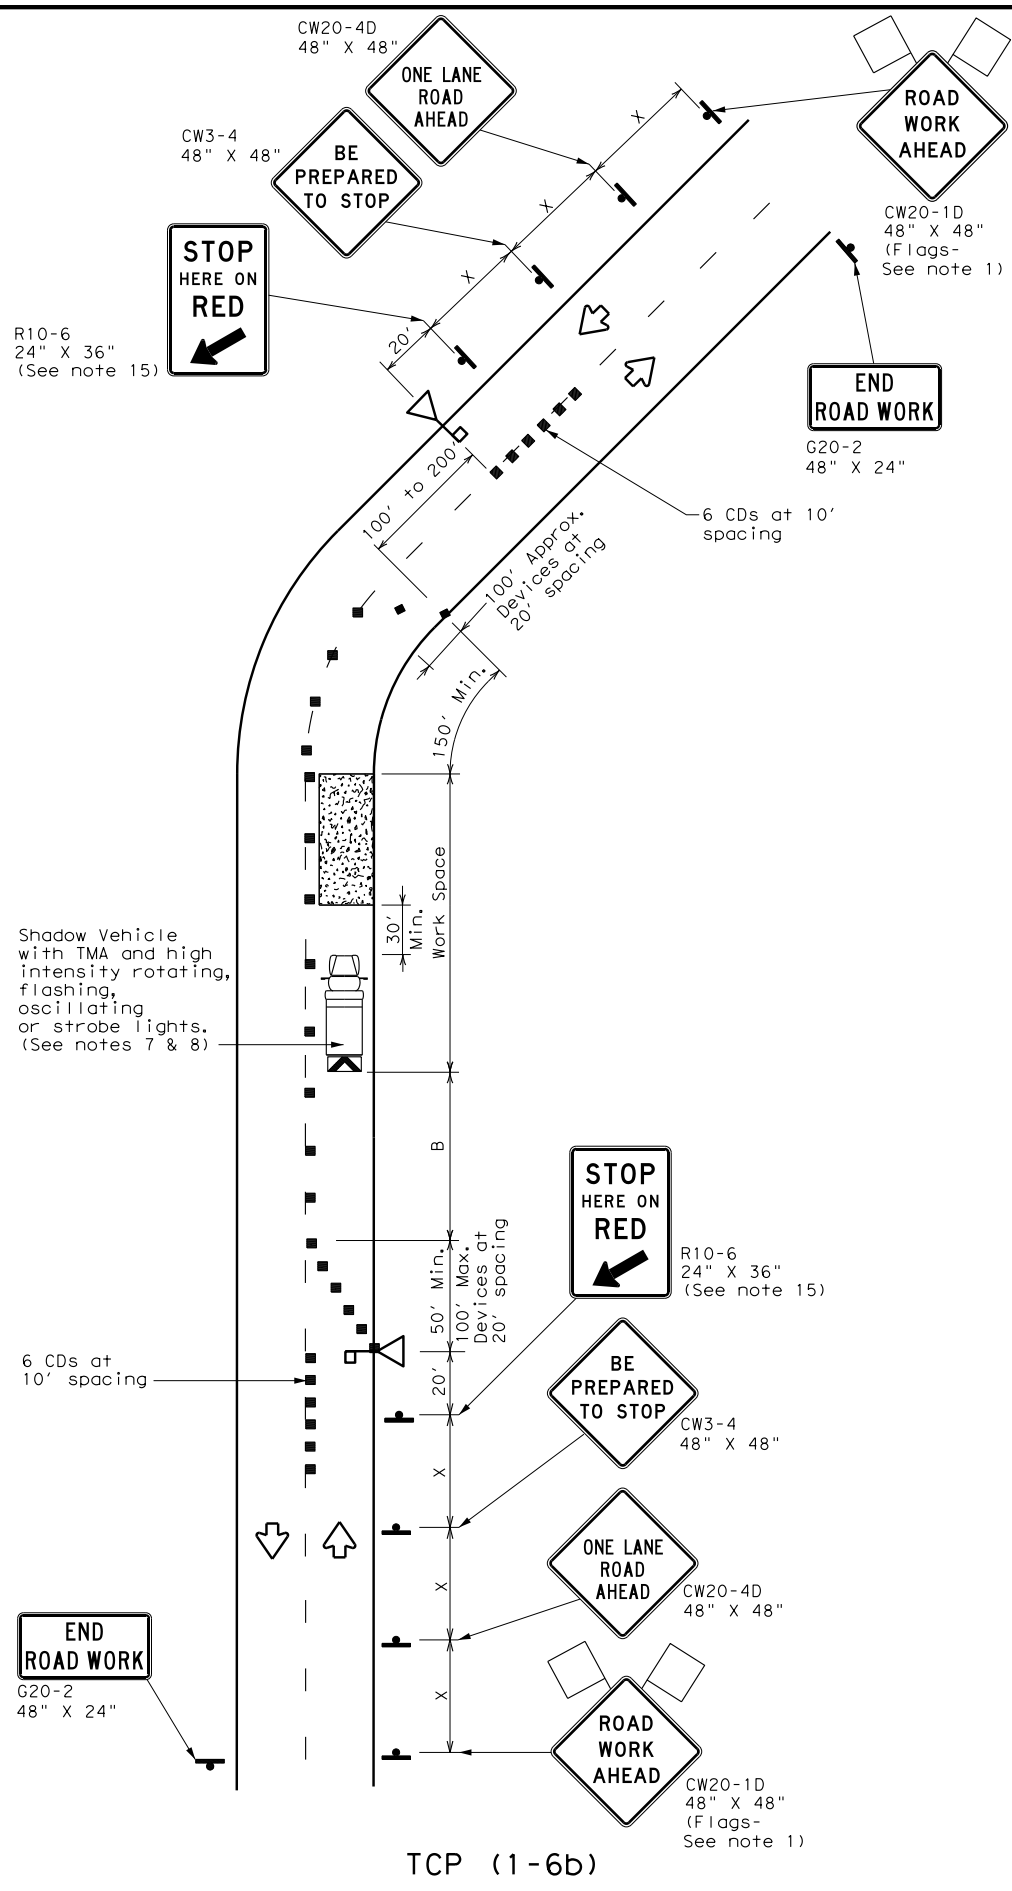 CW20-4D
48" X 48"
ONE LANE
ROAD
AHEAD
ROAD
WORK
AHEAD
CW20-1D
48" X 48"
(Flags-
See note 1)
CW3-4
48" X 48"
BE
PREPARED
TO STOP
X
X
X
20'
STOP
HERE ON
RED
R10-6
24" X 36"
(See note 15)
END
ROAD WORK
G20-2
48" X 24"
100' to 200'
6 CDs at 10'
spacing
100' Approx.
Devices at
20' spacing
150' Min.
Work Space
30'
Min.
Shadow Vehicle
with TMA and high
intensity rotating,
flashing,
oscillating
or strobe lights.
(See notes 7 & 8)
B
50' Min.
100' Max.
Devices at
20' spacing
STOP
HERE ON
RED
R10-6
24" X 36"
(See note 15)
6 CDs at
10' spacing
20'
BE
PREPARED
TO STOP
CW3-4
48" X 48"
X
ONE LANE
ROAD
AHEAD
CW20-4D
48" X 48"
X
END
ROAD WORK
G20-2
48" X 24"
X
ROAD
WORK
AHEAD
CW20-1D
48" X 48"
(Flags-
See note 1)
TCP (1-6b)